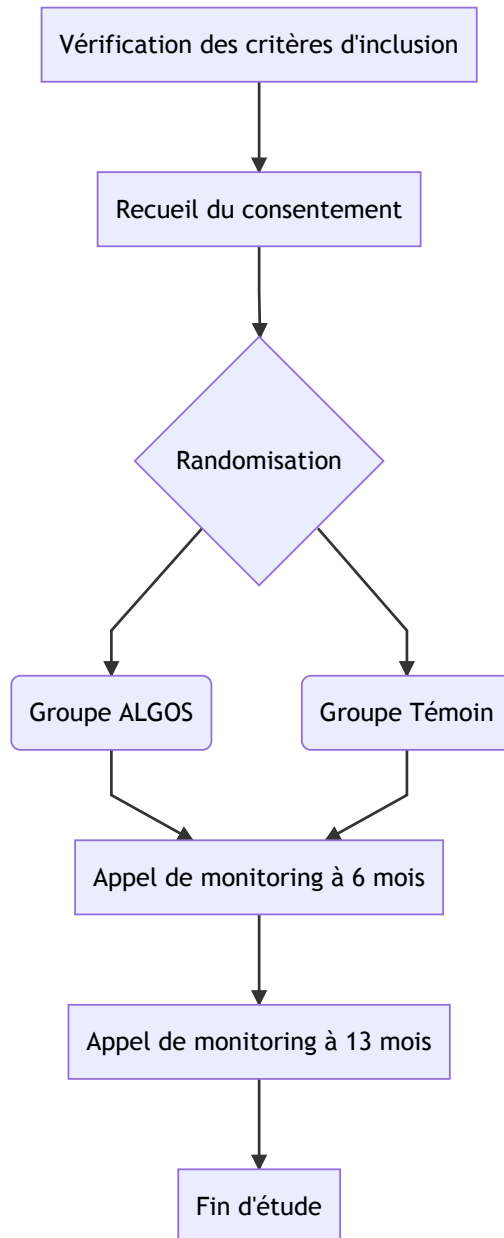 Vérification des critères d'inclusion
Recueil du consentement
Randomisation
Groupe ALGOS
Groupe Témoin
Appel de monitoring à 6 mois
Appel de monitoring à 13 mois
Fin d'étude